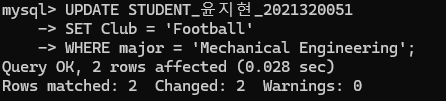 mysql> UPDATE STUDENT_윤지현_2021320051
    -> SET Club = 'Football'
    -> WHERE major = 'Mechanical Engineering';
Query OK, 2 rows affected (0.028 sec)
Rows matched: 2  Changed: 2  Warnings: 0